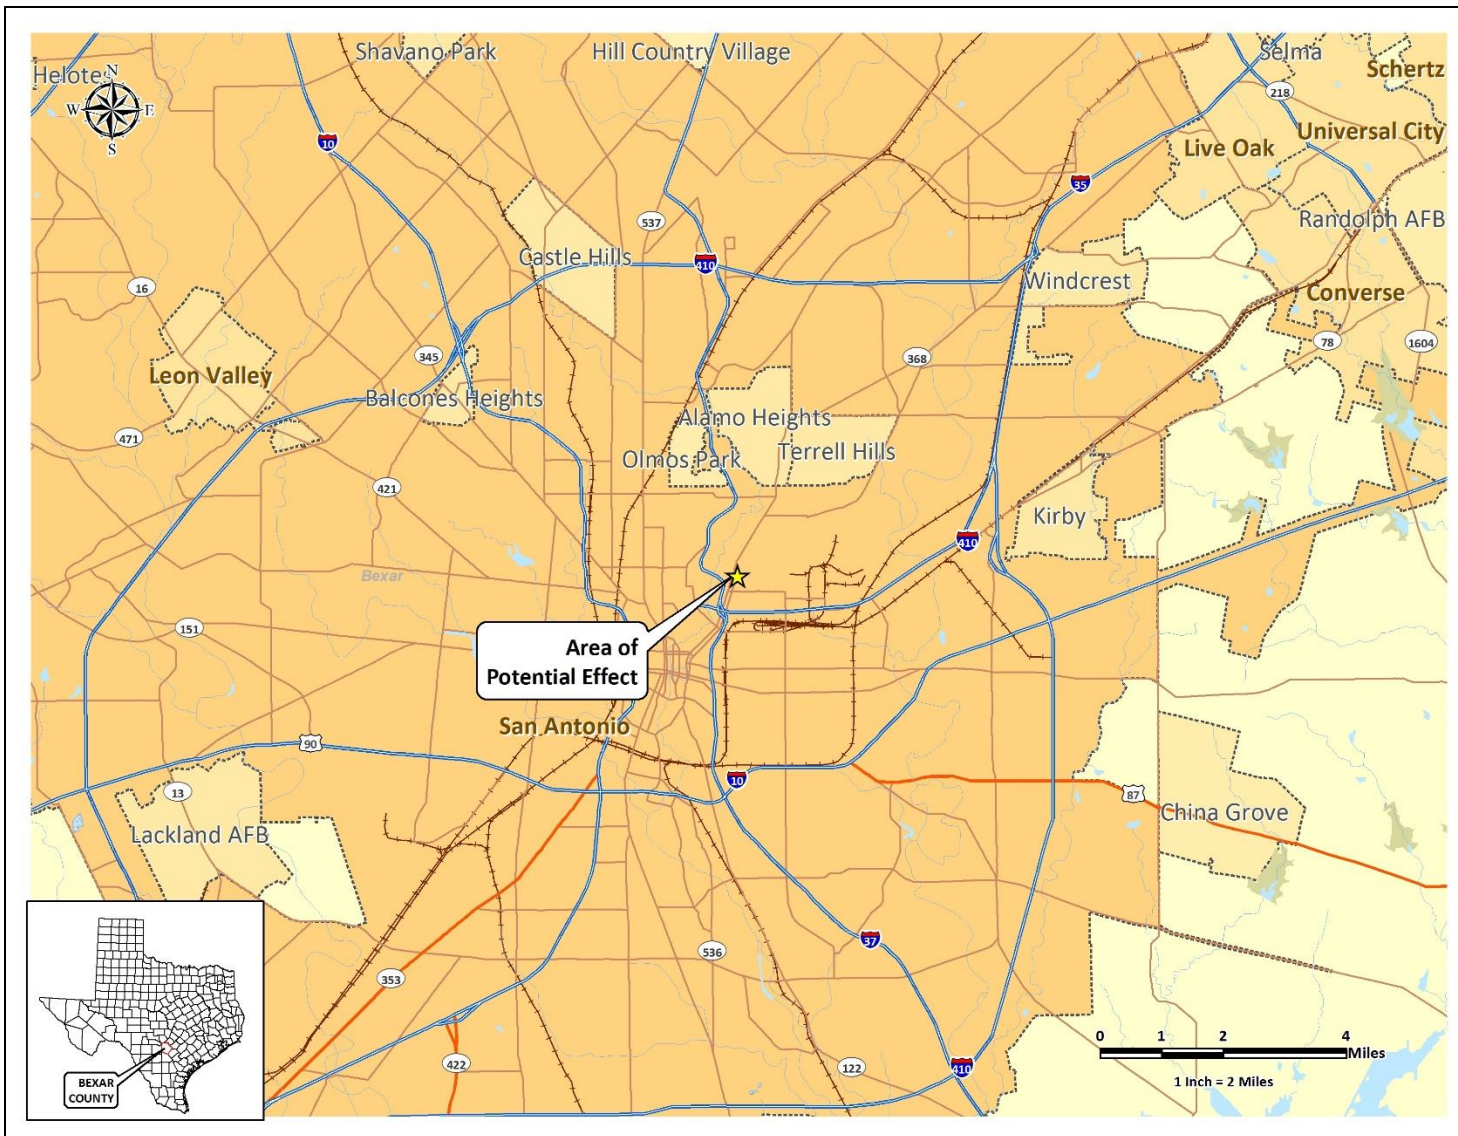 Shavano Park
Hill Country Village
Selma
Helotes
N
W
E
S
Schertz
218
Universal City
10
Live Oak
35
Randolph AFB
537
Castle Hills
410
Windcrest
16
Converse
345
368
78
1604
Leon Valley
Balcones Heights
Alamo Heights
471
Olmos Park
Terrell Hills
421
Kirby
410
Bexar
151
Area of
Potential Effect
San Antonio
90
10
13
87
China Grove
Lackland AFB
37
536
353
422
122
410
BEXAR
COUNTY
0
1
2
4
Miles
1 Inch = 2 Miles